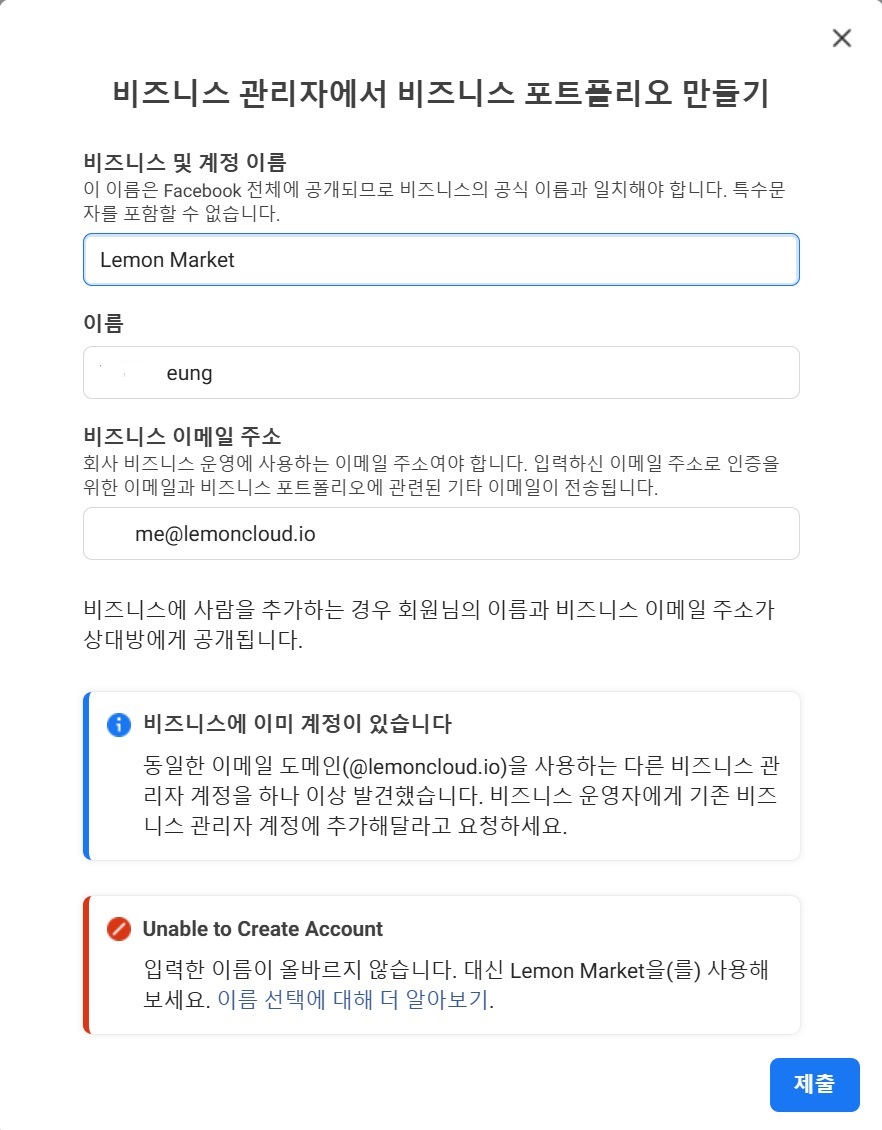 비즈니스 관리자에서 비즈니스 포트폴리오 만들기
비즈니스 및 계정 이름
이 이름은 Facebook 전체에 공개되므로 비즈니스의 공식 이름과 일치해야 합니다. 특수문
자를 포함할 수 없습니다.
Lemon Market
이름
eung
비즈니스 이메일 주소
회사 비즈니스 운영에 사용하는 이메일 주소여야 합니다. 입력하신 이메일 주소로 인증을
위한 이메일과 비즈니스 포트폴리오에 관련된 기타 이메일이 전송됩니다.
me@lemoncloud.io
비즈니스에 사람을 추가하는 경우 회원님의 이름과 비즈니스 이메일 주소가
상대방에게 공개됩니다.
비즈니스에 이미 계정이 있습니다
동일한 이메일 도메인(@lemoncloud.io)을 사용하는 다른 비즈니스 관
리자 계정을 하나 이상 발견했습니다. 비즈니스 운영자에게 기존 비즈
니스 관리자 계정에 추가해달라고 요청하세요.
Unable to Create Account
입력한 이름이 올바르지 않습니다. 대신 Lemon Market을(를) 사용해
보세요. 이름 선택에 대해 더 알아보기.
제출